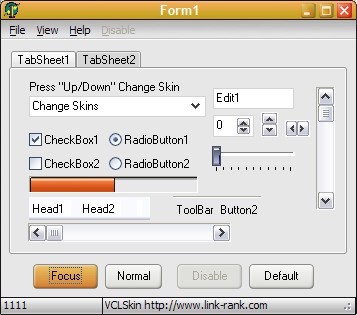 Form1
File View Help Disable
TabSheet1 TabSheet2
Press "Up/Down" Change Skin
Change Skins
Edit1
0
CheckBox1 RadioButton1
CheckBox2 RadioButton2
Head1 Head2
ToolBar Button2
Focus Normal Disable Default
1111 VCLSkin http://www.link-rank.com